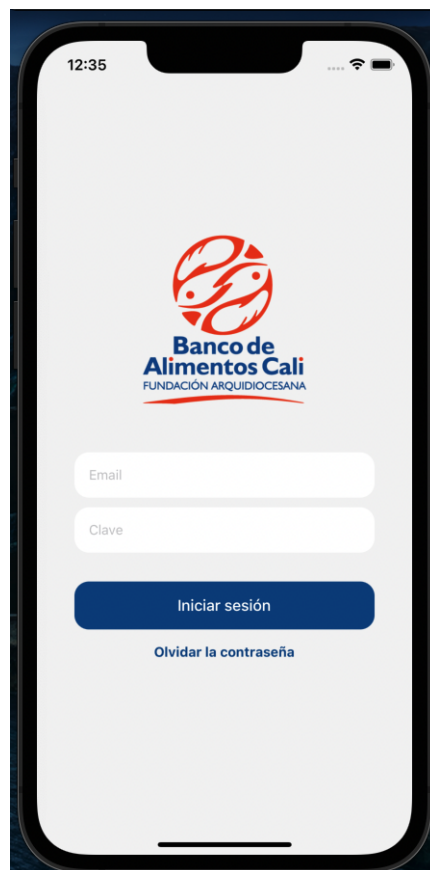 12:35
Banco de
Alimentos Cali
FUNDACIÓN ARQUIDIOCESANA
Email
Clave
Iniciar sesión
Olvidar la contraseña